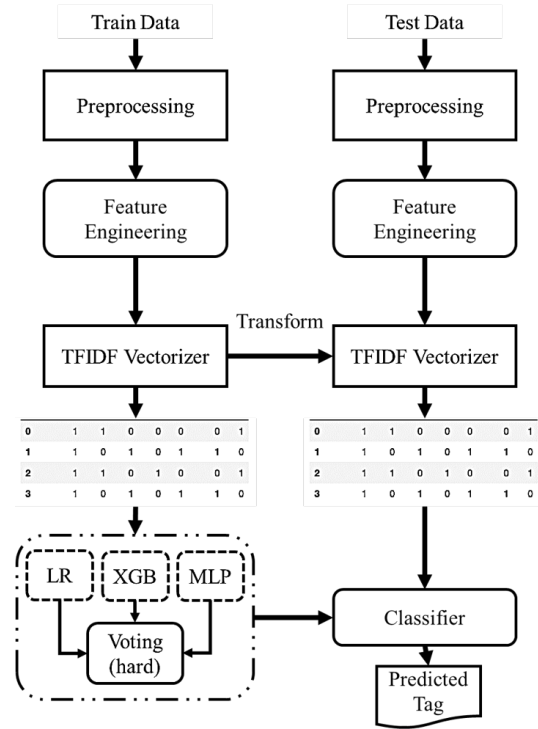 Train Data
Test Data
Preprocessing
Preprocessing
Feature
Engineering
Feature
Engineering
Transform
TFIDF Vectorizer
TFIDF Vectorizer
0 1 1 0 0 0 0 1
1 1 0 1 0 1 1 0
2 1 1 0 1 0 0 1
3 1 0 1 0 1 1 0
0 1 1 0 0 0 0 1
1 1 0 1 0 1 1 0
2 1 1 0 1 0 0 1
3 1 0 1 0 1 1 0
LR
XGB
MLP
Voting
(hard)
Classifier
Predicted
Tag